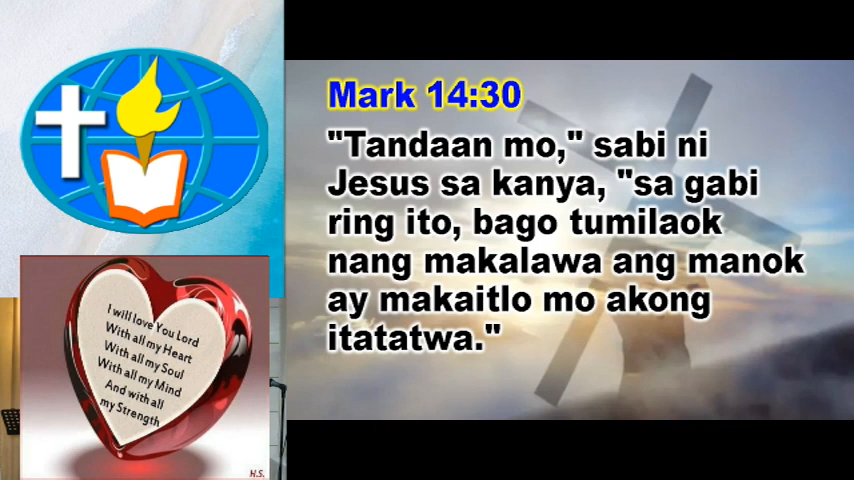 Mark 14:30
"Tandaan mo," sabi ni
Jesus sa kanya, "sa gabi
ring ito, bago tumilaok
nang makalawa ang manok
ay makaitlo mo akong
itatatwa."
I will love You Lord
With all my Heart
With all my Soul
With all my Mind
And with all
my Strength
H.S.